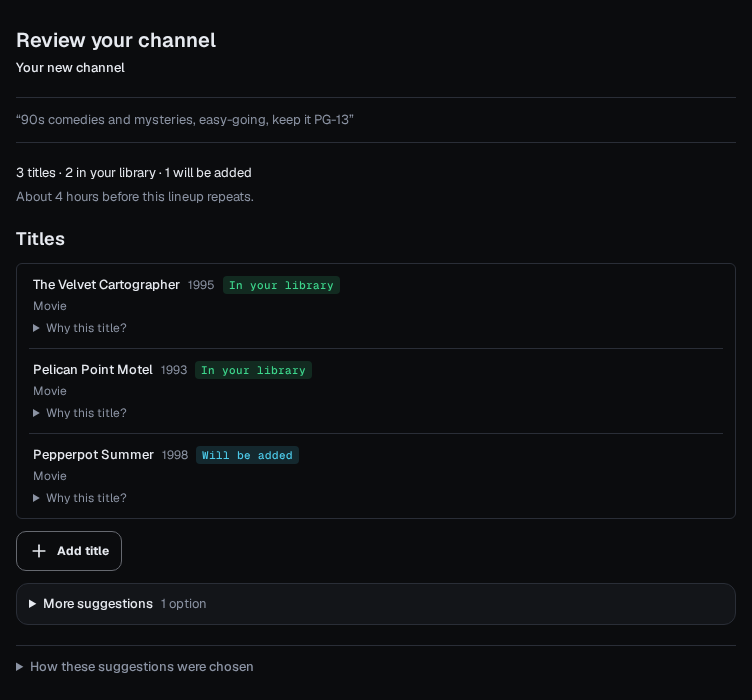 Review your channel
Your new channel
“90s comedies and mysteries, easy-going, keep it PG-13”
3 titles · 2 in your library · 1 will be added
About 4 hours before this lineup repeats.
Titles
The Velvet Cartographer 1995 In your library
Movie
Why this title?
Pelican Point Motel 1993 In your library
Movie
Why this title?
Pepperpot Summer 1998 Will be added
Movie
Why this title?
Add title
More suggestions 1 option
How these suggestions were chosen